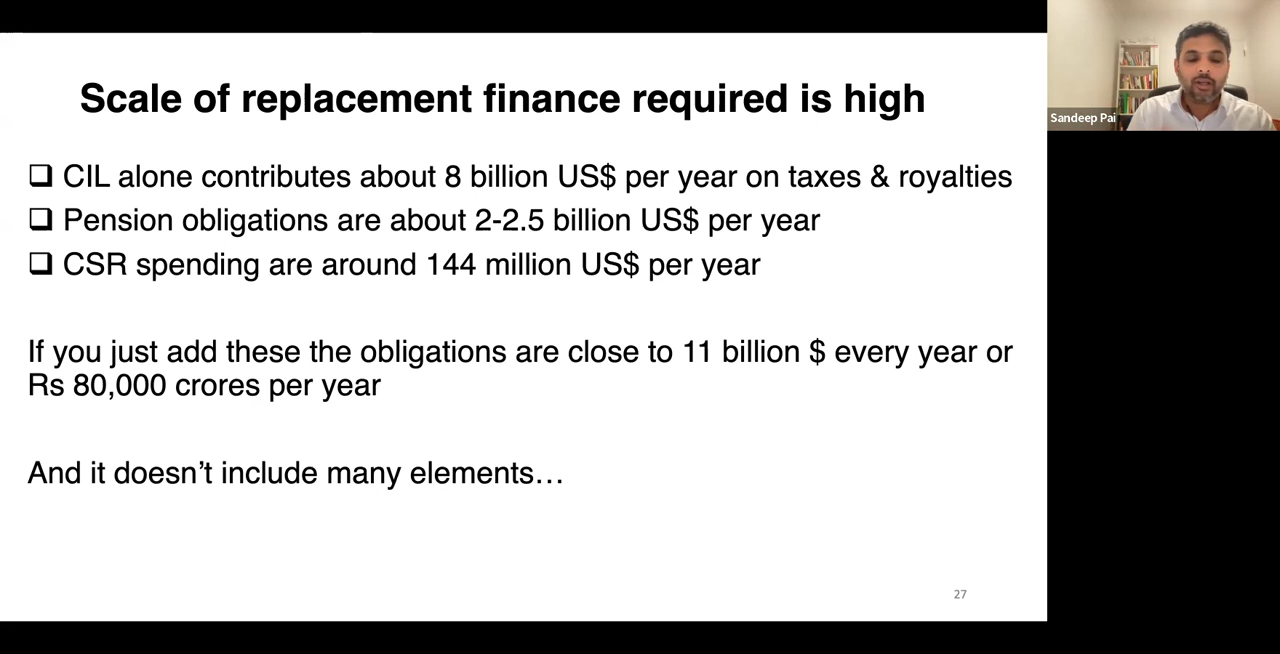 Scale of replacement finance required is high
Sandeep Pai
❑ CIL alone contributes about 8 billion US$ per year on taxes & royalties
❑ Pension obligations are about 2-2.5 billion US$ per year
❑ CSR spending are around 144 million US$ per year
If you just add these the obligations are close to 11 billion $ every year or
Rs 80,000 crores per year
And it doesn’t include many elements…
27